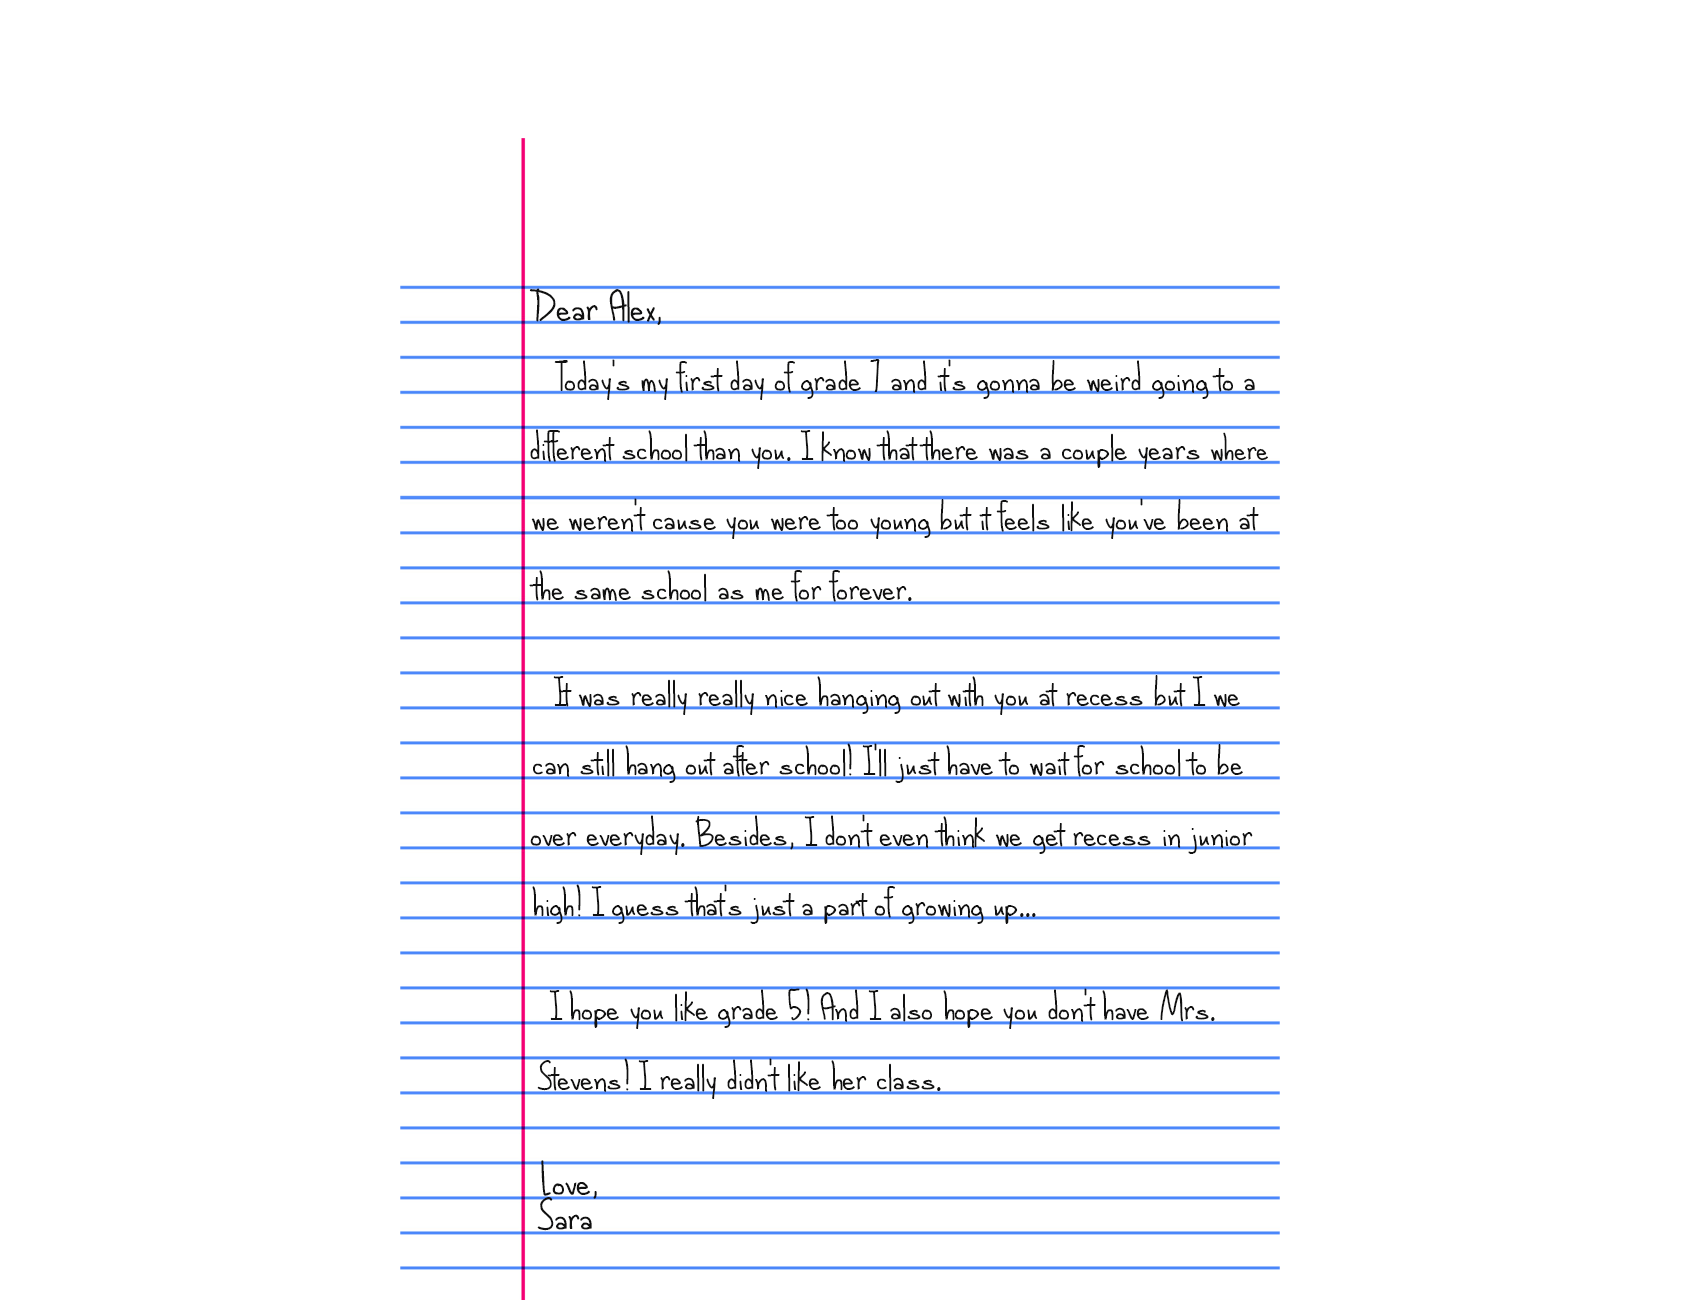 Dear Alex,
Today's my first day of grade 7 and it's gonna be weird going to a
different school than you. I know that there was a couple years where
we weren't cause you were too young but it feels like you've been at
the same school as me for forever.
It was really really nice hanging out with you at recess but I we
can still hang out after school! I'll just have to wait for school to be
over everyday. Besides, I don't even think we get recess in junior
high! I guess that's just a part of growing up...
I hope you like grade 5! And I also hope you don't have Mrs.
Stevens! I really didn't like her class.
Love,
Sara